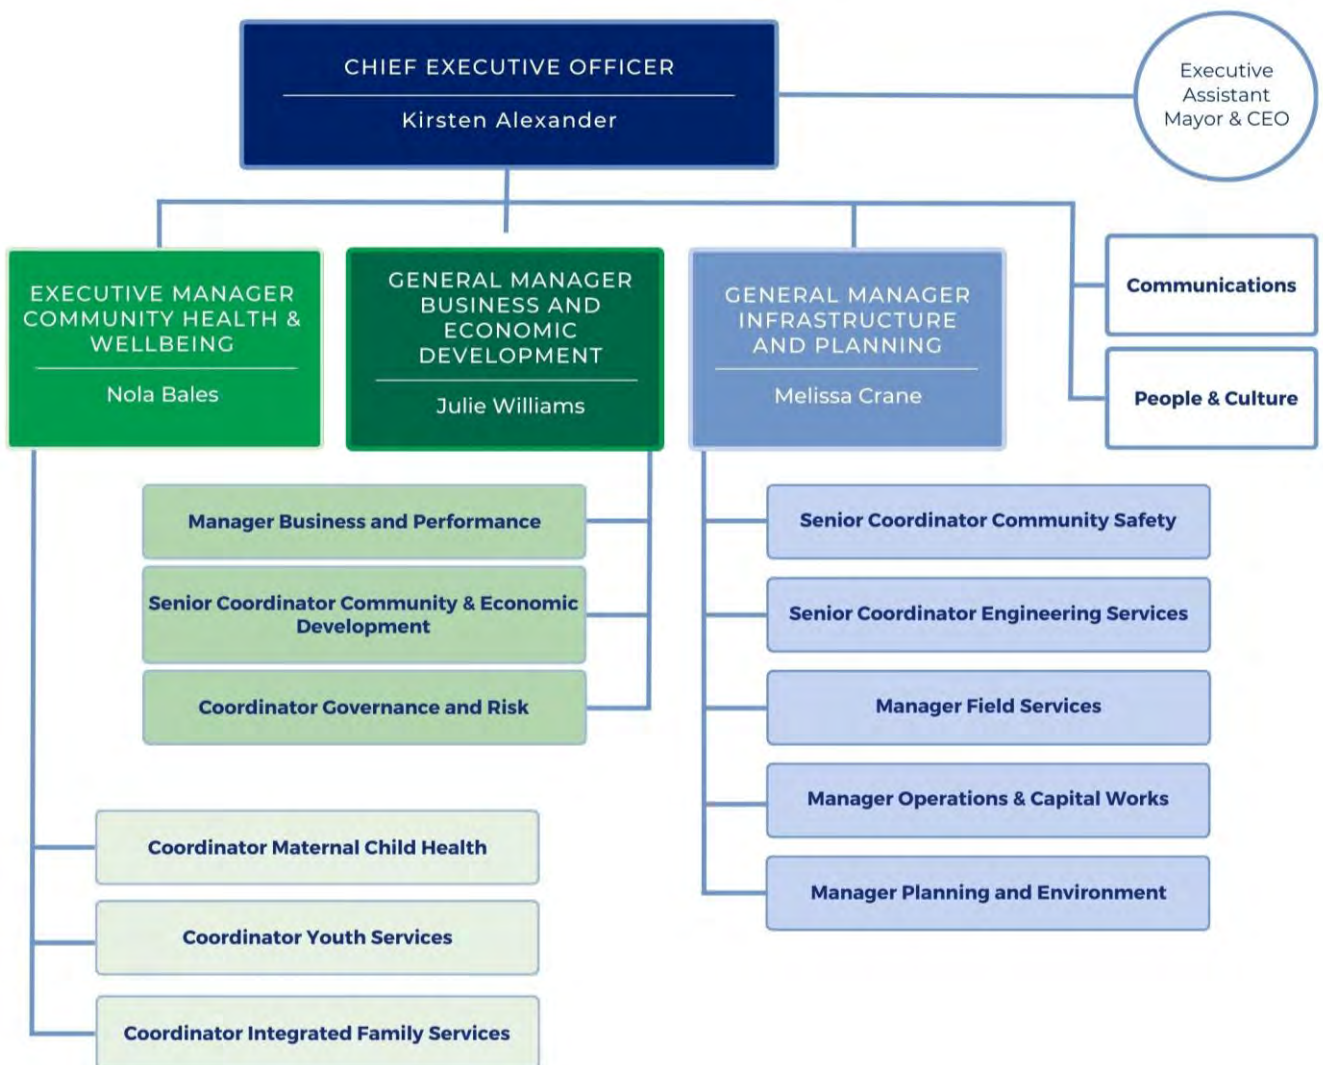 CHIEF EXECUTIVE OFFICER
Kirsten Alexander
Executive
Assistant
Mayor & CEO
EXECUTIVE MANAGER
COMMUNITY HEALTH &
WELLBEING
Nola Bales
GENERAL MANAGER
BUSINESS AND
ECONOMIC
DEVELOPMENT
Julie Williams
GENERAL MANAGER
INFRASTRUCTURE
AND PLANNING
Melissa Crane
Communications
People & Culture
Manager Business and Performance
Senior Coordinator Community & Economic
Development
Coordinator Governance and Risk
Senior Coordinator Community Safety
Senior Coordinator Engineering Services
Manager Field Services
Manager Operations & Capital Works
Manager Planning and Environment
Coordinator Maternal Child Health
Coordinator Youth Services
Coordinator Integrated Family Services